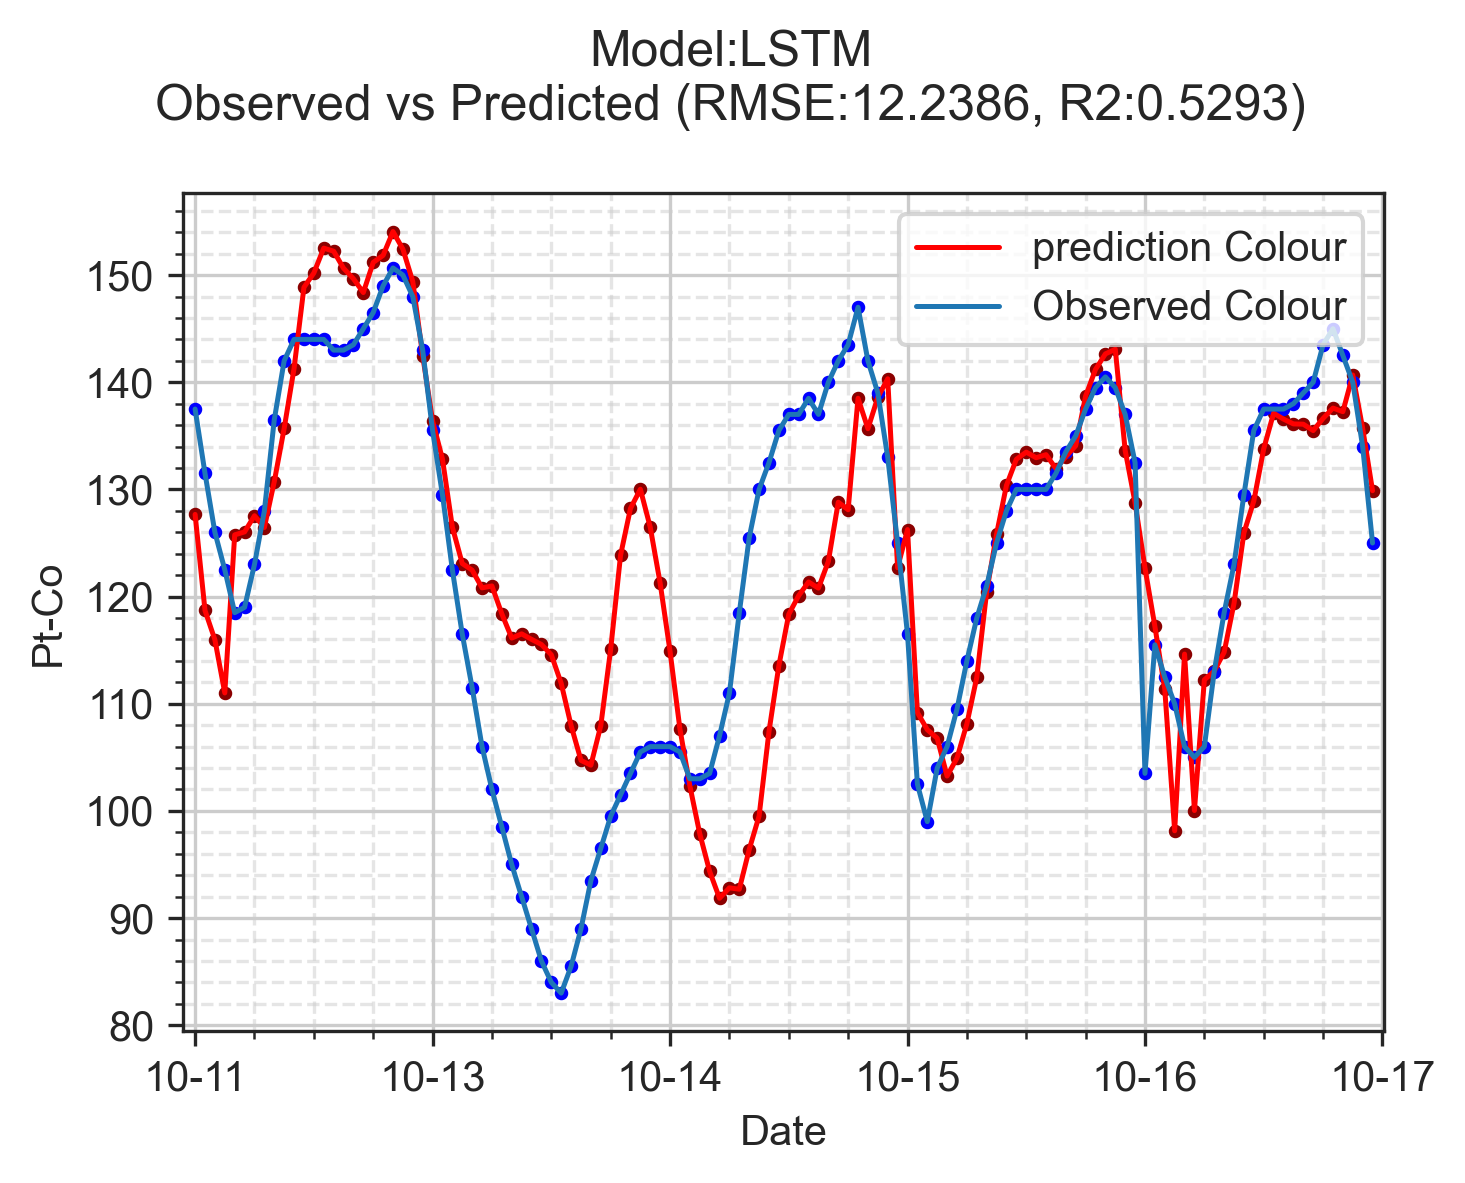 Model:LSTM
Observed vs Predicted (RMSE:12.2386, R2:0.5293)
prediction Colour
Observed Colour
150
140
130
120
110
100
90
80
Pt-Co
10-11
10-13
10-14
10-15
10-16
10-17
Date